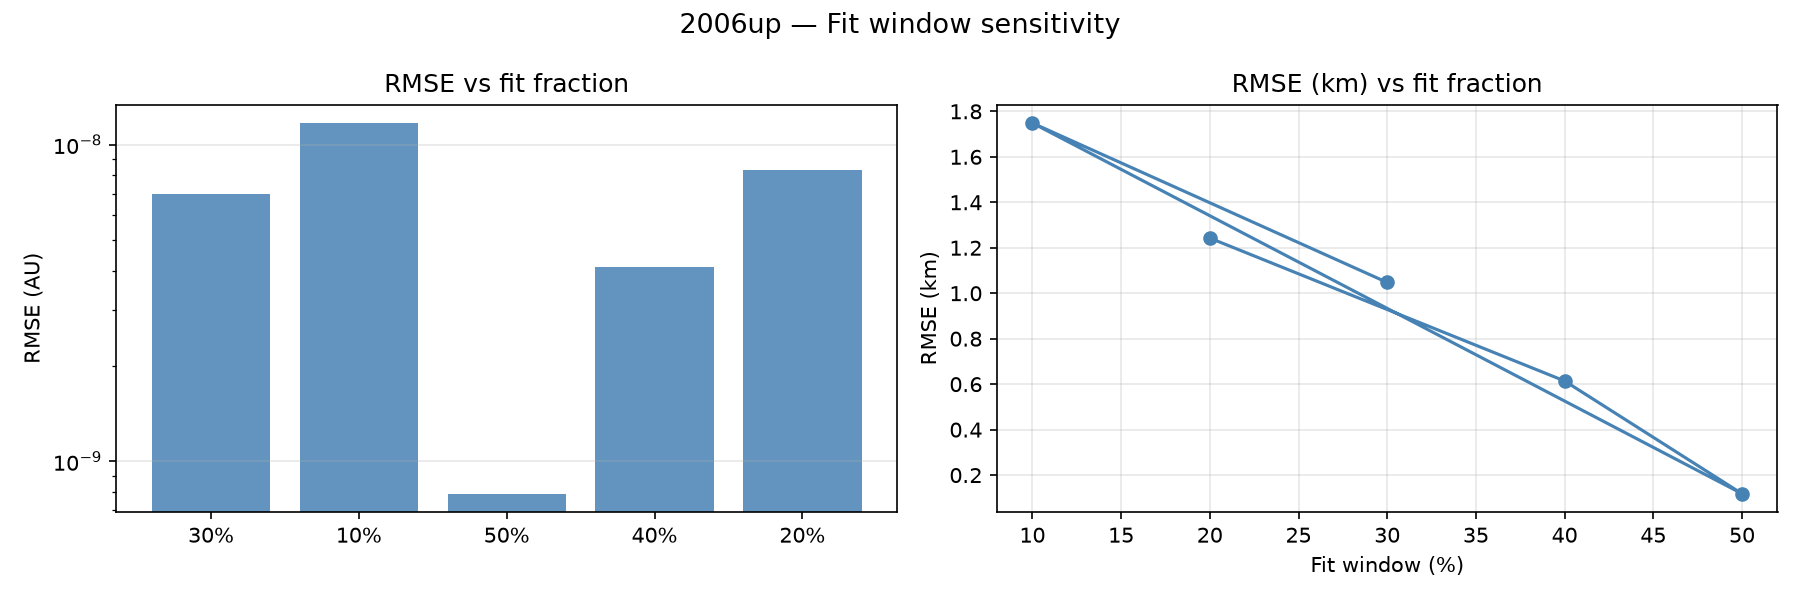 2006up — Fit window sensitivity
RMSE vs fit fraction
RMSE (AU)
10⁻⁸
10⁻⁹
30% 10% 50% 40% 20%
RMSE (km) vs fit fraction
RMSE (km)
1.8
1.6
1.4
1.2
1.0
0.8
0.6
0.4
0.2
10 15 20 25 30 35 40 45 50
Fit window (%)